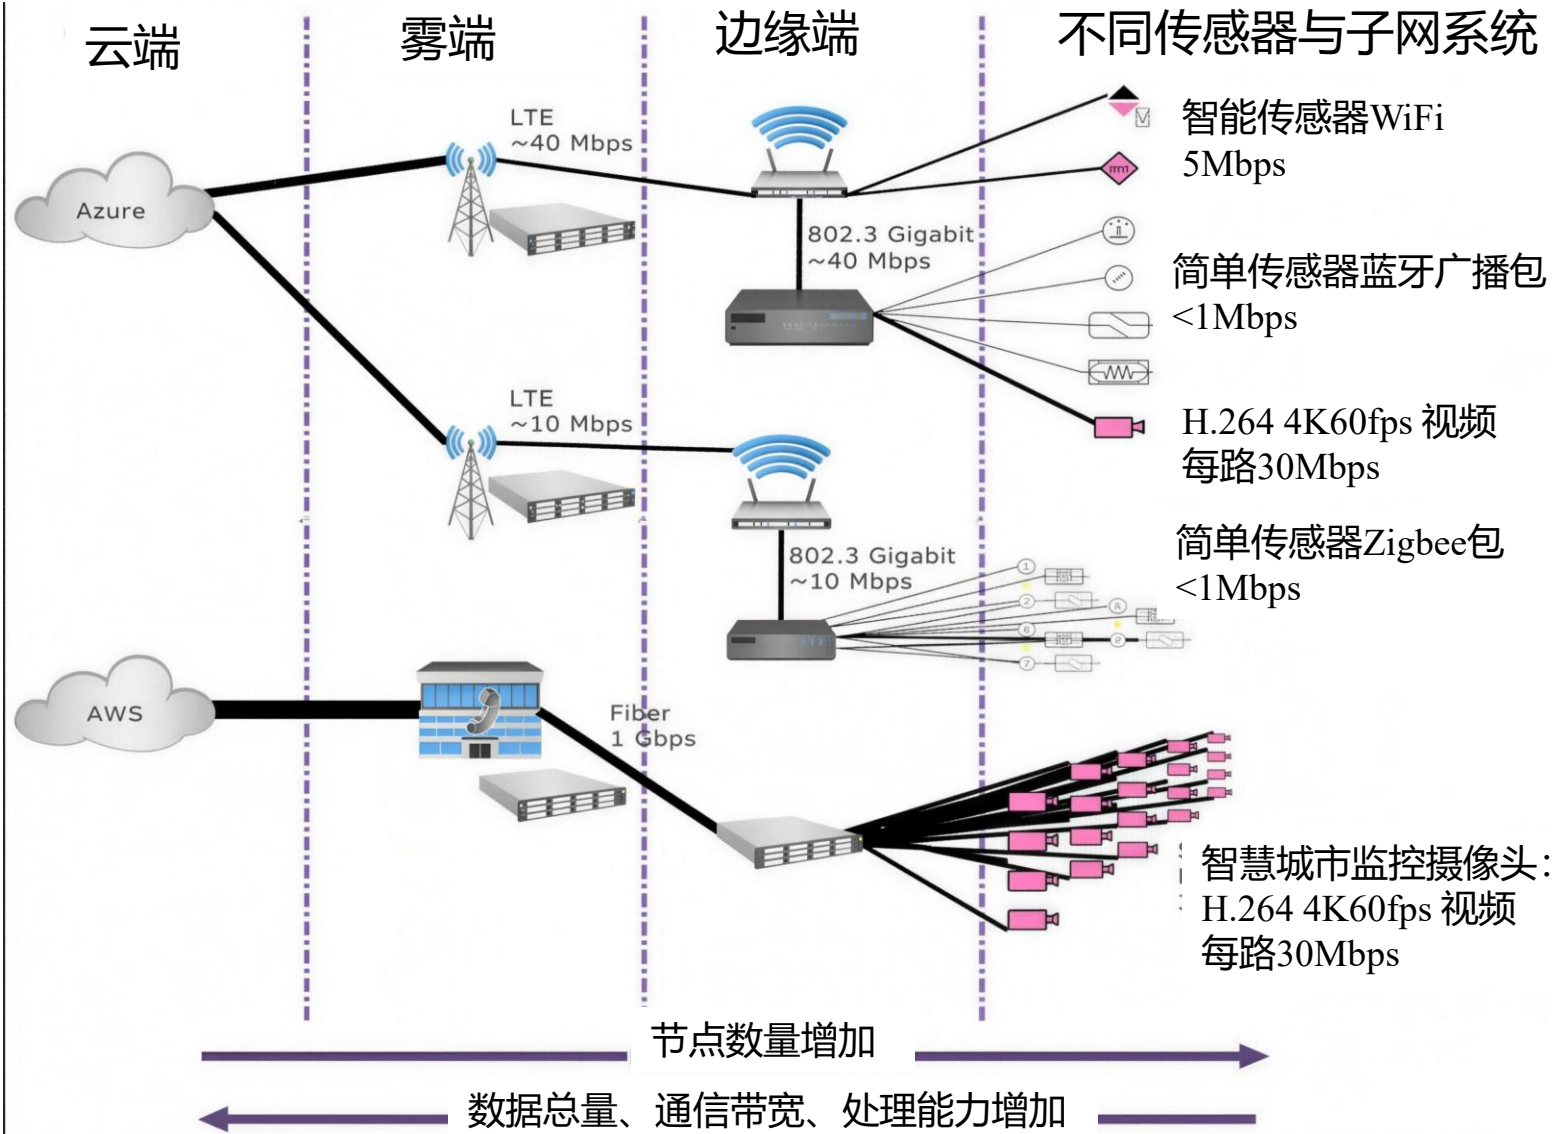 云端
雾端
边缘端
不同传感器与子网系统
LTE
~40 Mbps
智能传感器WiFi
5Mbps
Azure
802.3 Gigabit
~40 Mbps
简单传感器蓝牙广播包
<1Mbps
LTE
~10 Mbps
H.264 4K60fps 视频
每路30Mbps
802.3 Gigabit
~10 Mbps
简单传感器Zigbee包
<1Mbps
1
2
A
6
2
7
AWS
Fiber
1 Gbps
智慧城市监控摄像头：
H.264 4K60fps 视频
每路30Mbps
节点数量增加
数据总量、通信带宽、处理能力增加